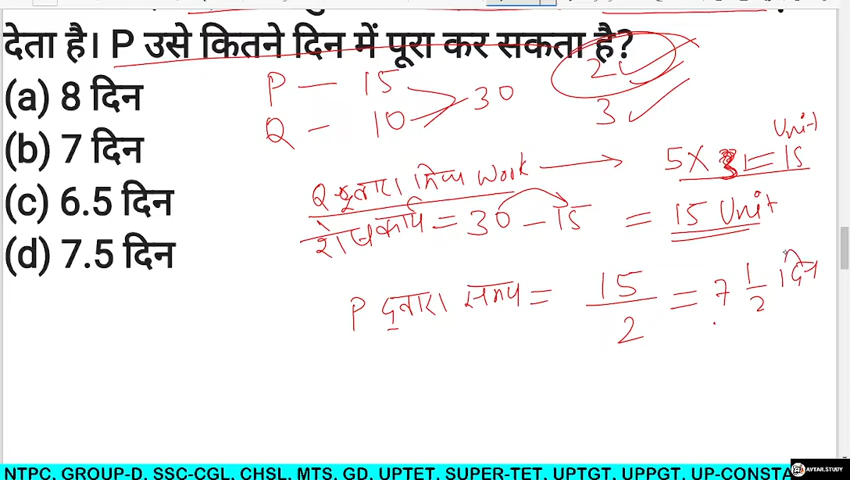 देता है। P उसे कितने दिन में पूरा कर सकता है?
(a) 8 दिन
(b) 7 दिन
(c) 6.5 दिन
(d) 7.5 दिन
P — 15
Q — 10
30
2
3
Q द्वारा किया work → 5 X 3 = 15 Unit
शेषकार्य = 30 – 15 = 15 Unit
P द्वारा समय = 15/2 = 7 1/2 दिन
NTPC, GROUP-D, SSC-CGL, CHSL, MTS, GD, UPTET, SUPER-TET, UPTGT, UPPGT, UP-CONSTA
AVTAR.STUDY